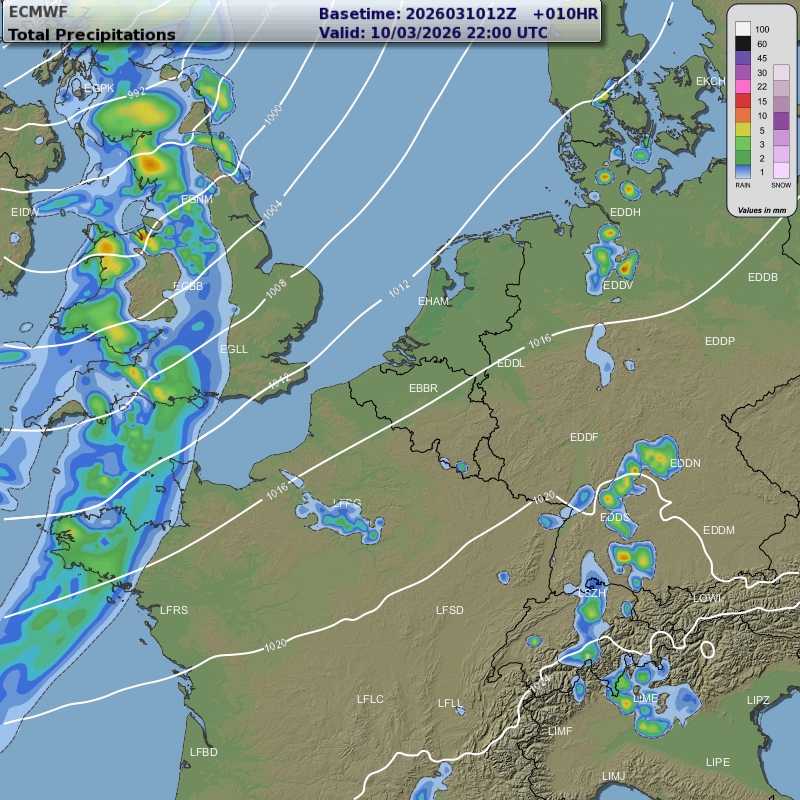 ECMWF
Basetime: 2026031012Z +010HR
Total Precipitations
Valid: 10/03/2026 22:00 UTC
100
60
45
30
22
15
10
5
3
2
1
RAIN
SNOW
Values in mm
EGPK
992
EKCH
1000
EIDW
EGNM
1004
EDDH
EGBB
1008
1012
EHAM
EDDV
EDDB
EGLL
1016
EDDP
EDDL
1012
EBBR
EDDF
EDDN
1016
LFPG
1020
EDDS
EDDM
LFRS
LFSD
LSZH
LOWI
1020
1024
LFLC
LFLL
LIME
LIPZ
LIMF
LFBD
LIPE
LIMJ